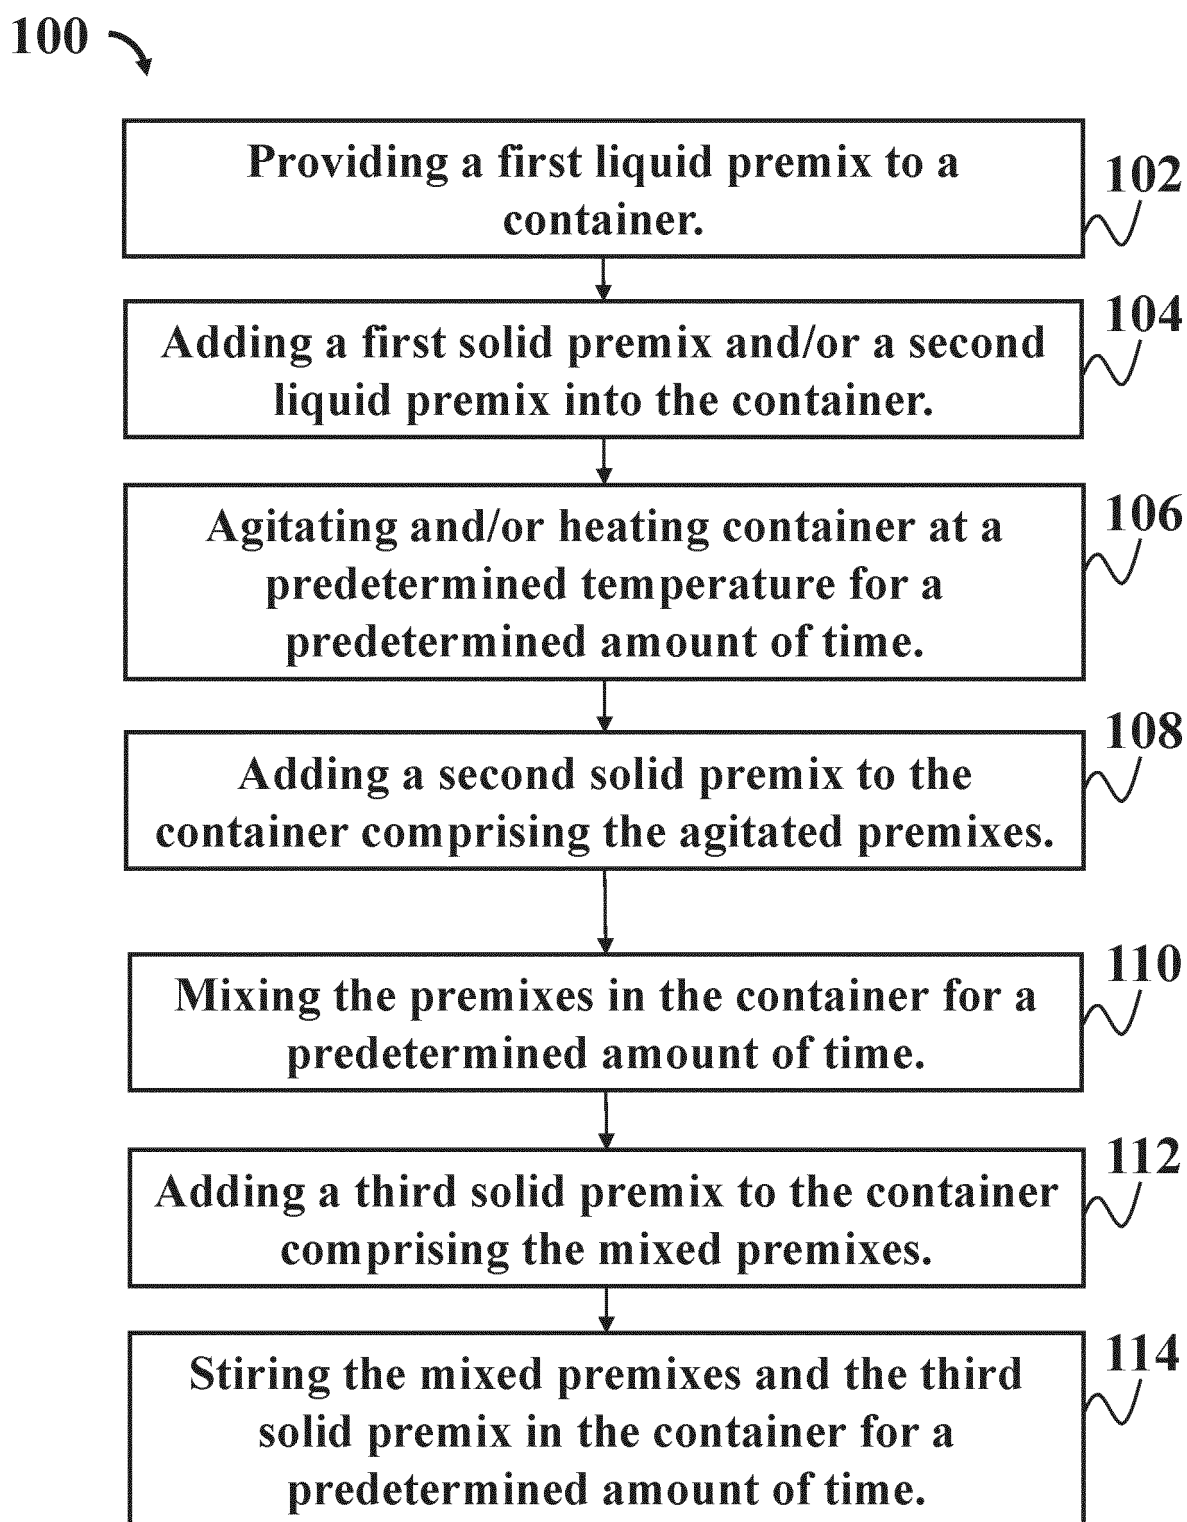 100
Providing a first liquid premix to a
container.
102
Adding a first solid premix and/or a second
liquid premix into the container.
104
Agitating and/or heating container at a
predetermined temperature for a
predetermined amount of time.
106
Adding a second solid premix to the
container comprising the agitated premixes.
108
Mixing the premixes in the container for a
predetermined amount of time.
110
Adding a third solid premix to the container
comprising the mixed premixes.
112
Stiring the mixed premixes and the third
solid premix in the container for a
predetermined amount of time.
114